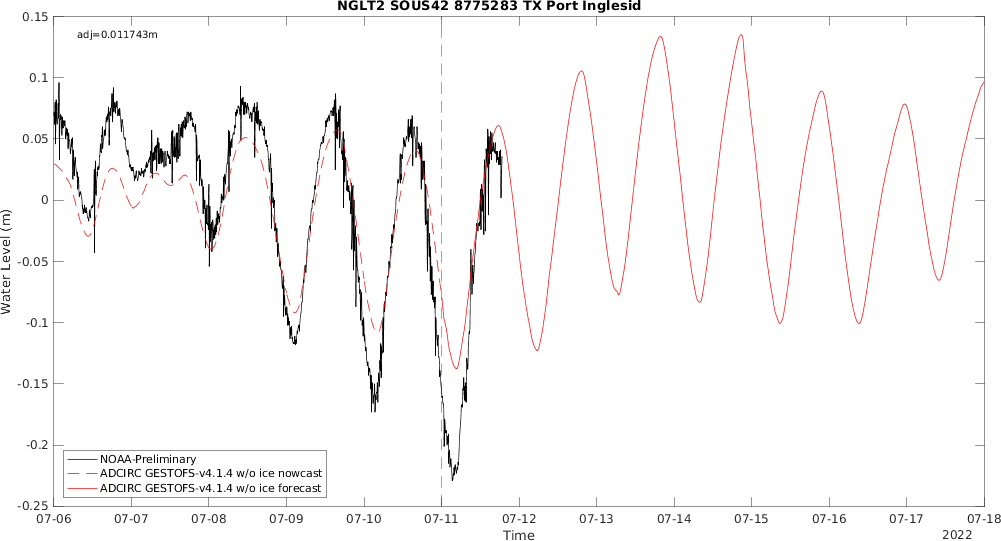 NGLT2 SOUS42 8775283 TX Port Inglesid
adj=0.011743m
0.15
0.1
0.05
0
-0.05
-0.1
-0.15
-0.2
-0.25
Water Level (m)
NOAA-Preliminary
ADCIRC GESTOFS-v4.1.4 w/o ice nowcast
ADCIRC GESTOFS-v4.1.4 w/o ice forecast
07-06 07-07 07-08 07-09 07-10 07-11 07-12 07-13 07-14 07-15 07-16 07-17 07-18
Time
2022